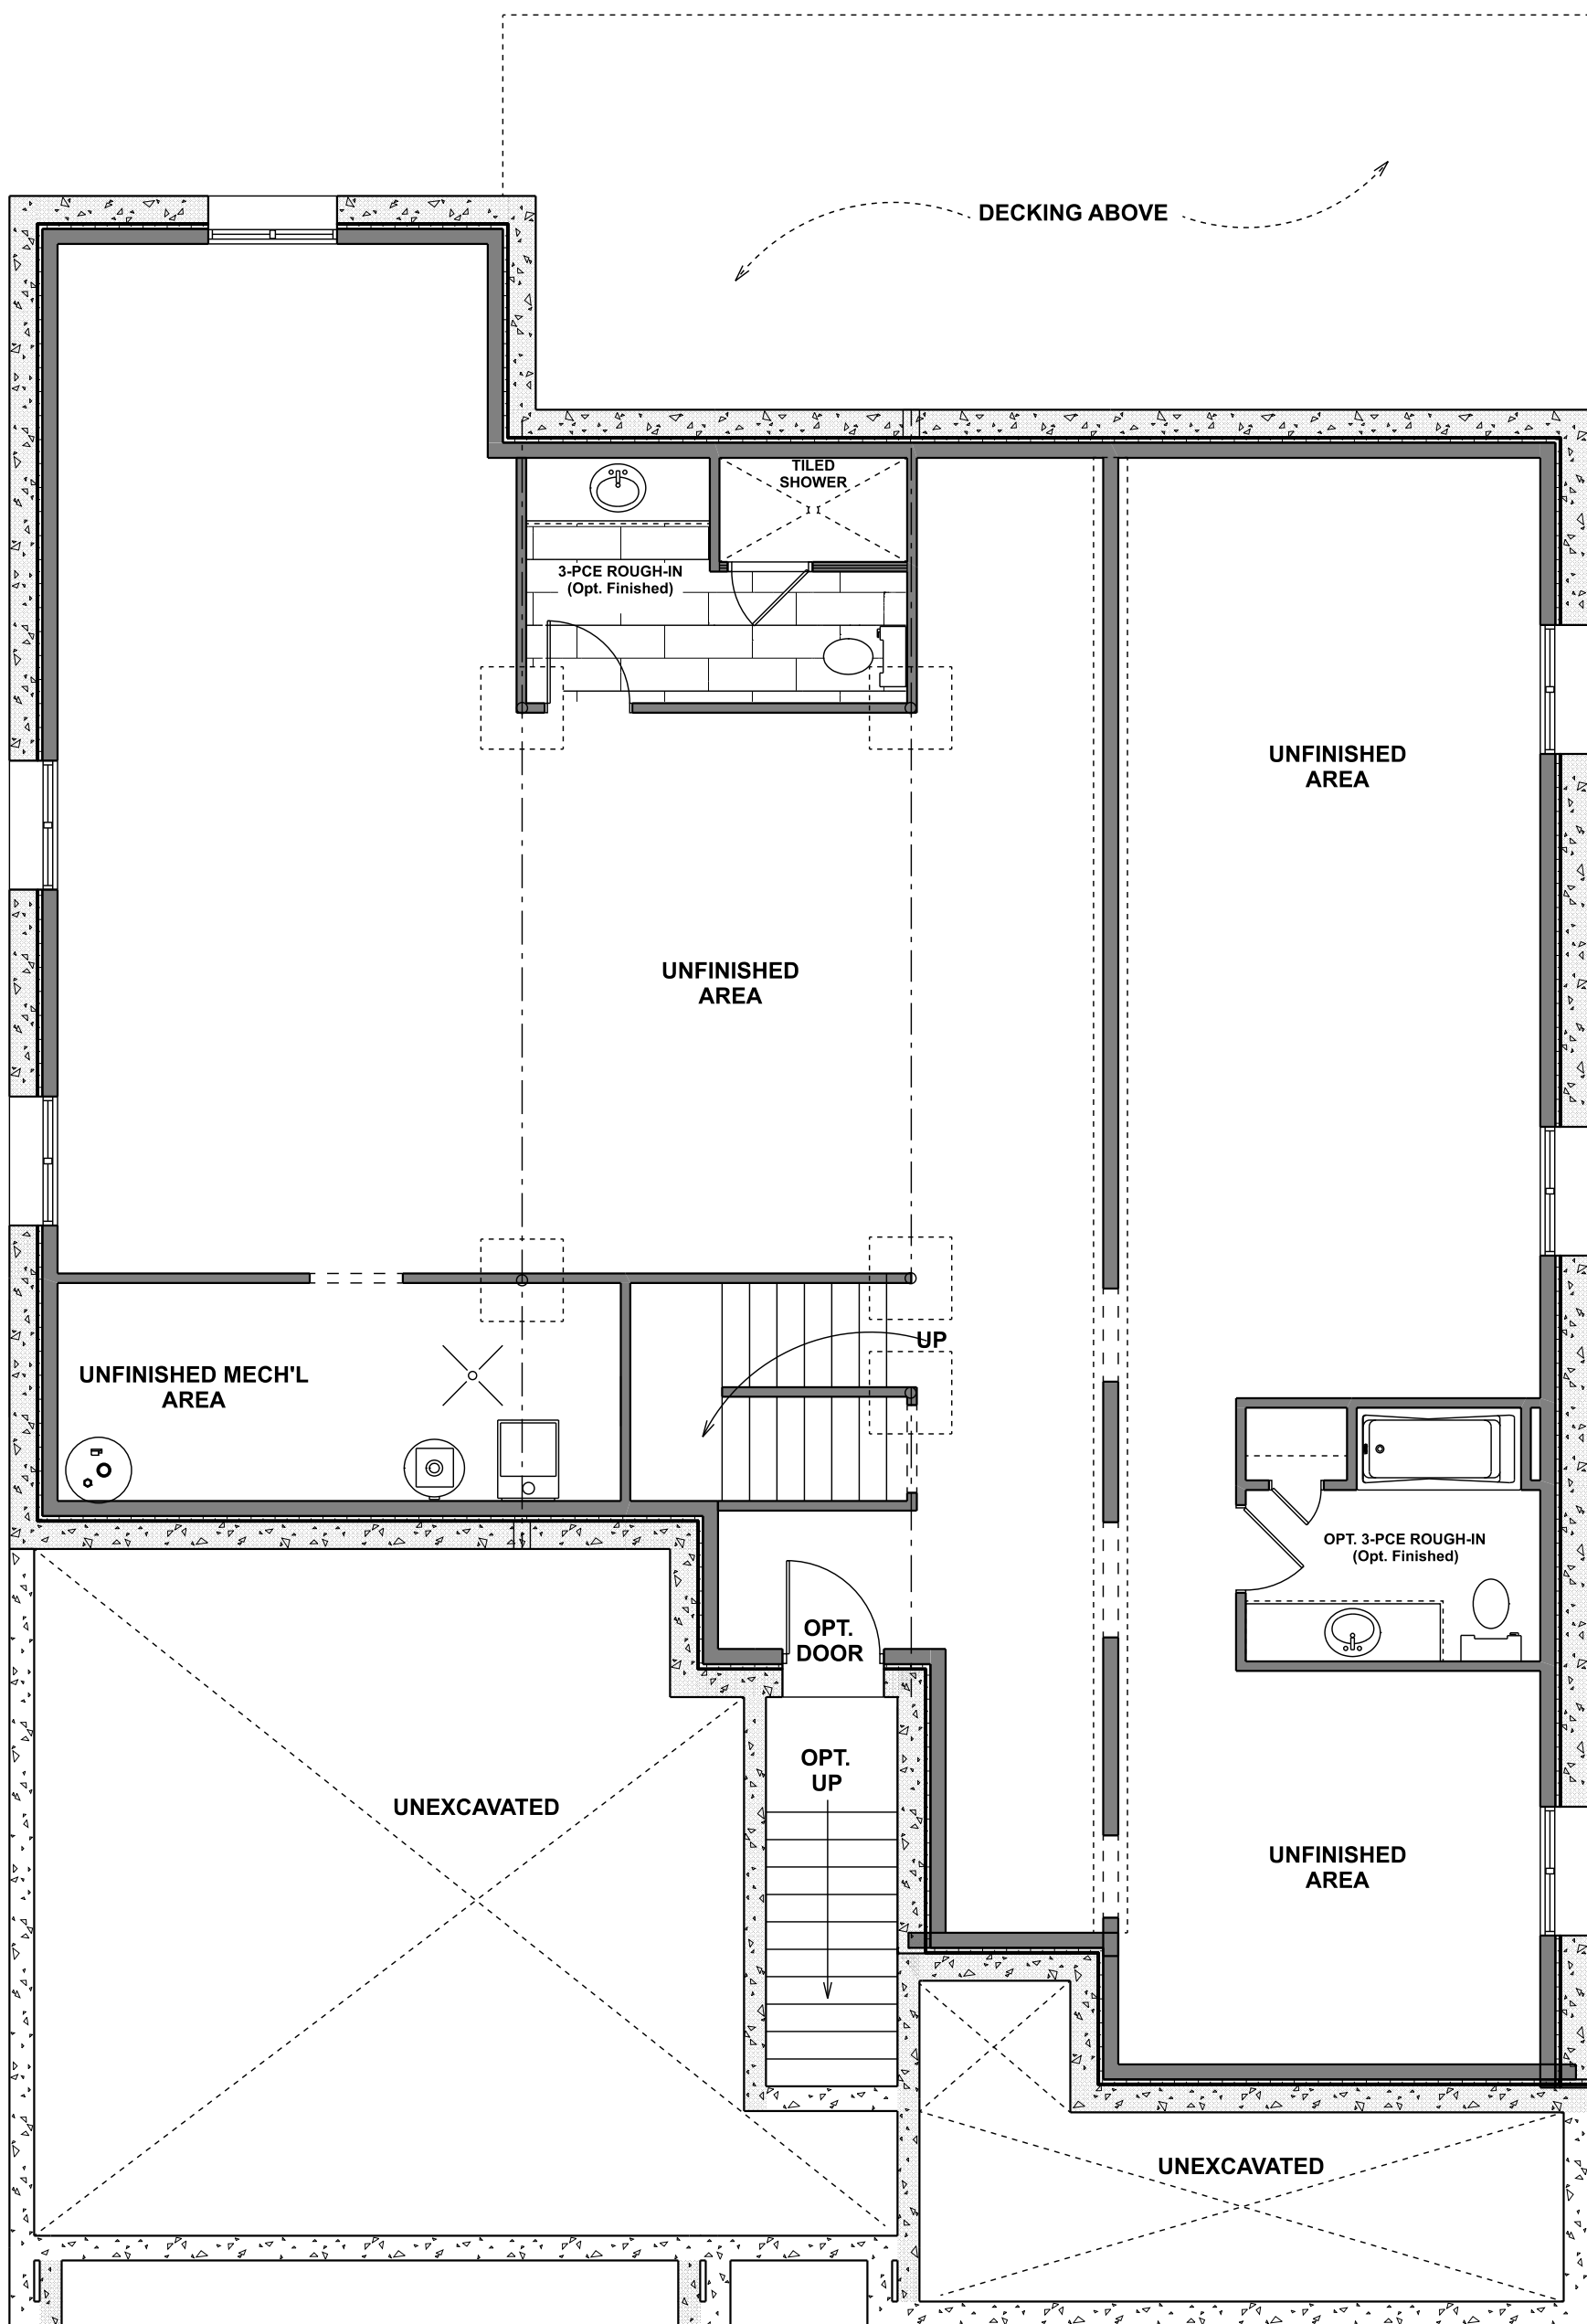 DECKING ABOVE
TILED
SHOWER
3-PCE ROUGH-IN
(Opt. Finished)
UNFINISHED
AREA
UNFINISHED
AREA
UP
UNFINISHED MECH'L
AREA
OPT. 3-PCE ROUGH-IN
(Opt. Finished)
OPT.
DOOR
OPT.
UP
UNEXCAVATED
UNFINISHED
AREA
UNEXCAVATED